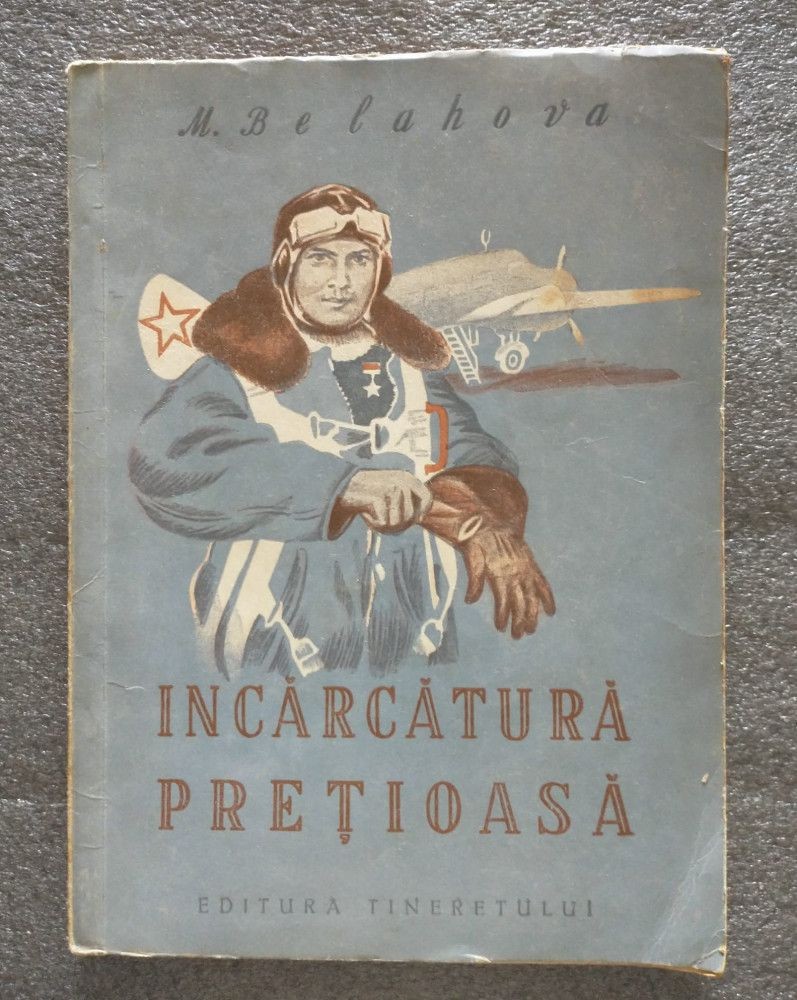 M. Belahova
INCĂRCĂTURĂ
PREȚIOASĂ
EDITURA TINERETULUI